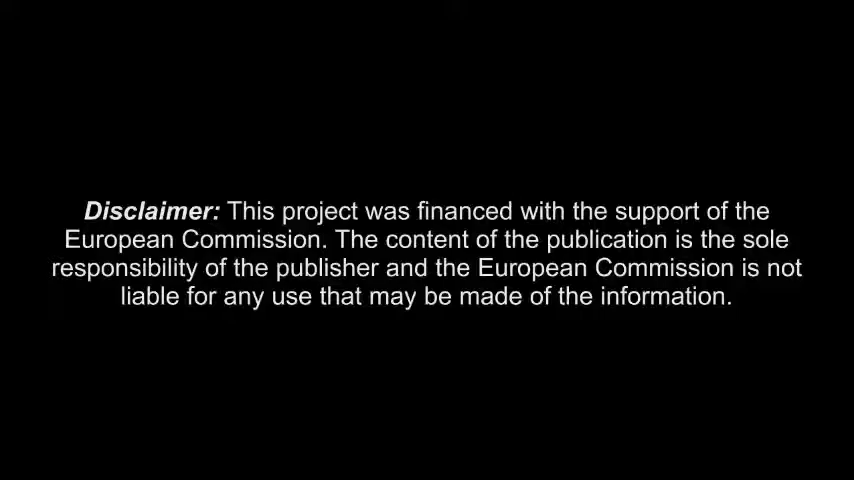 Disclaimer: This project was financed with the support of the
European Commission. The content of the publication is the sole
responsibility of the publisher and the European Commission is not
liable for any use that may be made of the information.